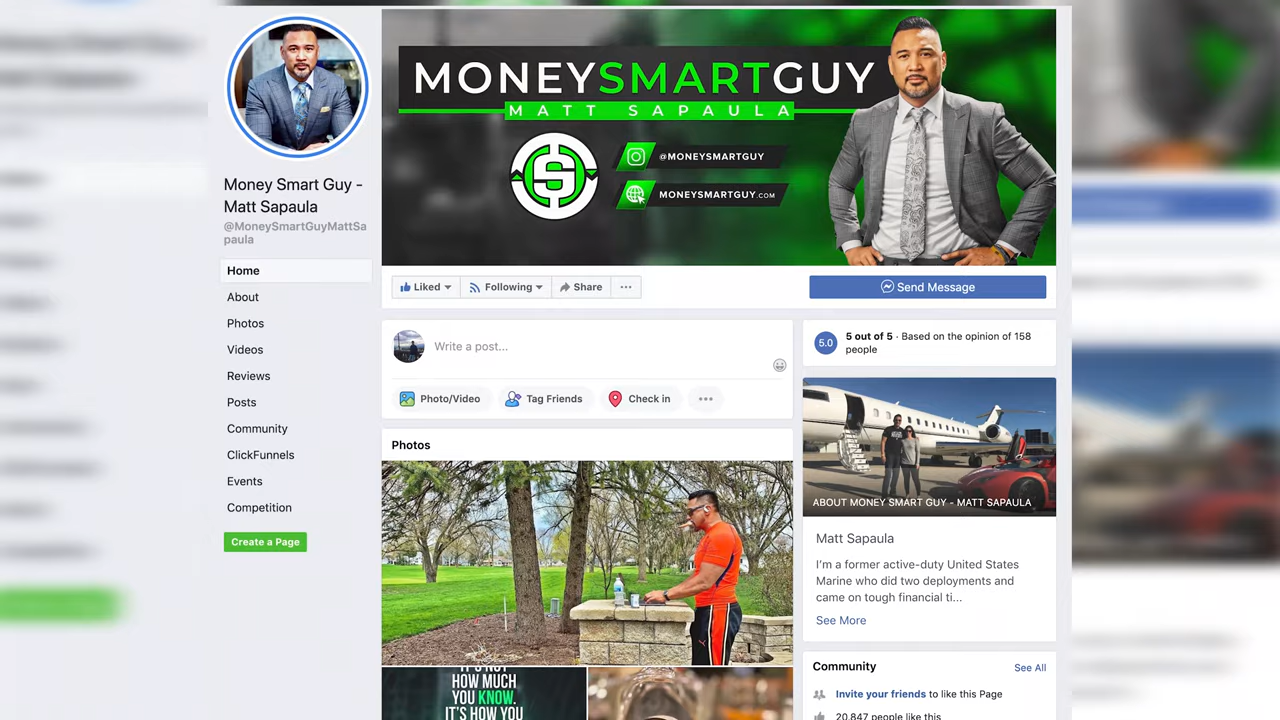 MONEYSMARTGUY
MATT SAPAULA
@MONEYSMARTGUY
MONEYSMARTGUY.COM
Money Smart Guy -
Matt Sapaula
@MoneySmartGuyMattSa
paula
Home
About
Photos
Videos
Reviews
Posts
Community
ClickFunnels
Events
Competition
Create a Page
Liked
Following
Share
Send Message
Write a post...
Photo/Video
Tag Friends
Check in
Photos
IT'S NOT
HOW MUCH
YOU KNOW.
IT'S HOW YOU
5.0
5 out of 5 · Based on the opinion of 158
people
ABOUT MONEY SMART GUY - MATT SAPAULA
Matt Sapaula
I'm a former active-duty United States
Marine who did two deployments and
came on tough financial ti...
See More
Community
See All
Invite your friends to like this Page
20,847 people like this